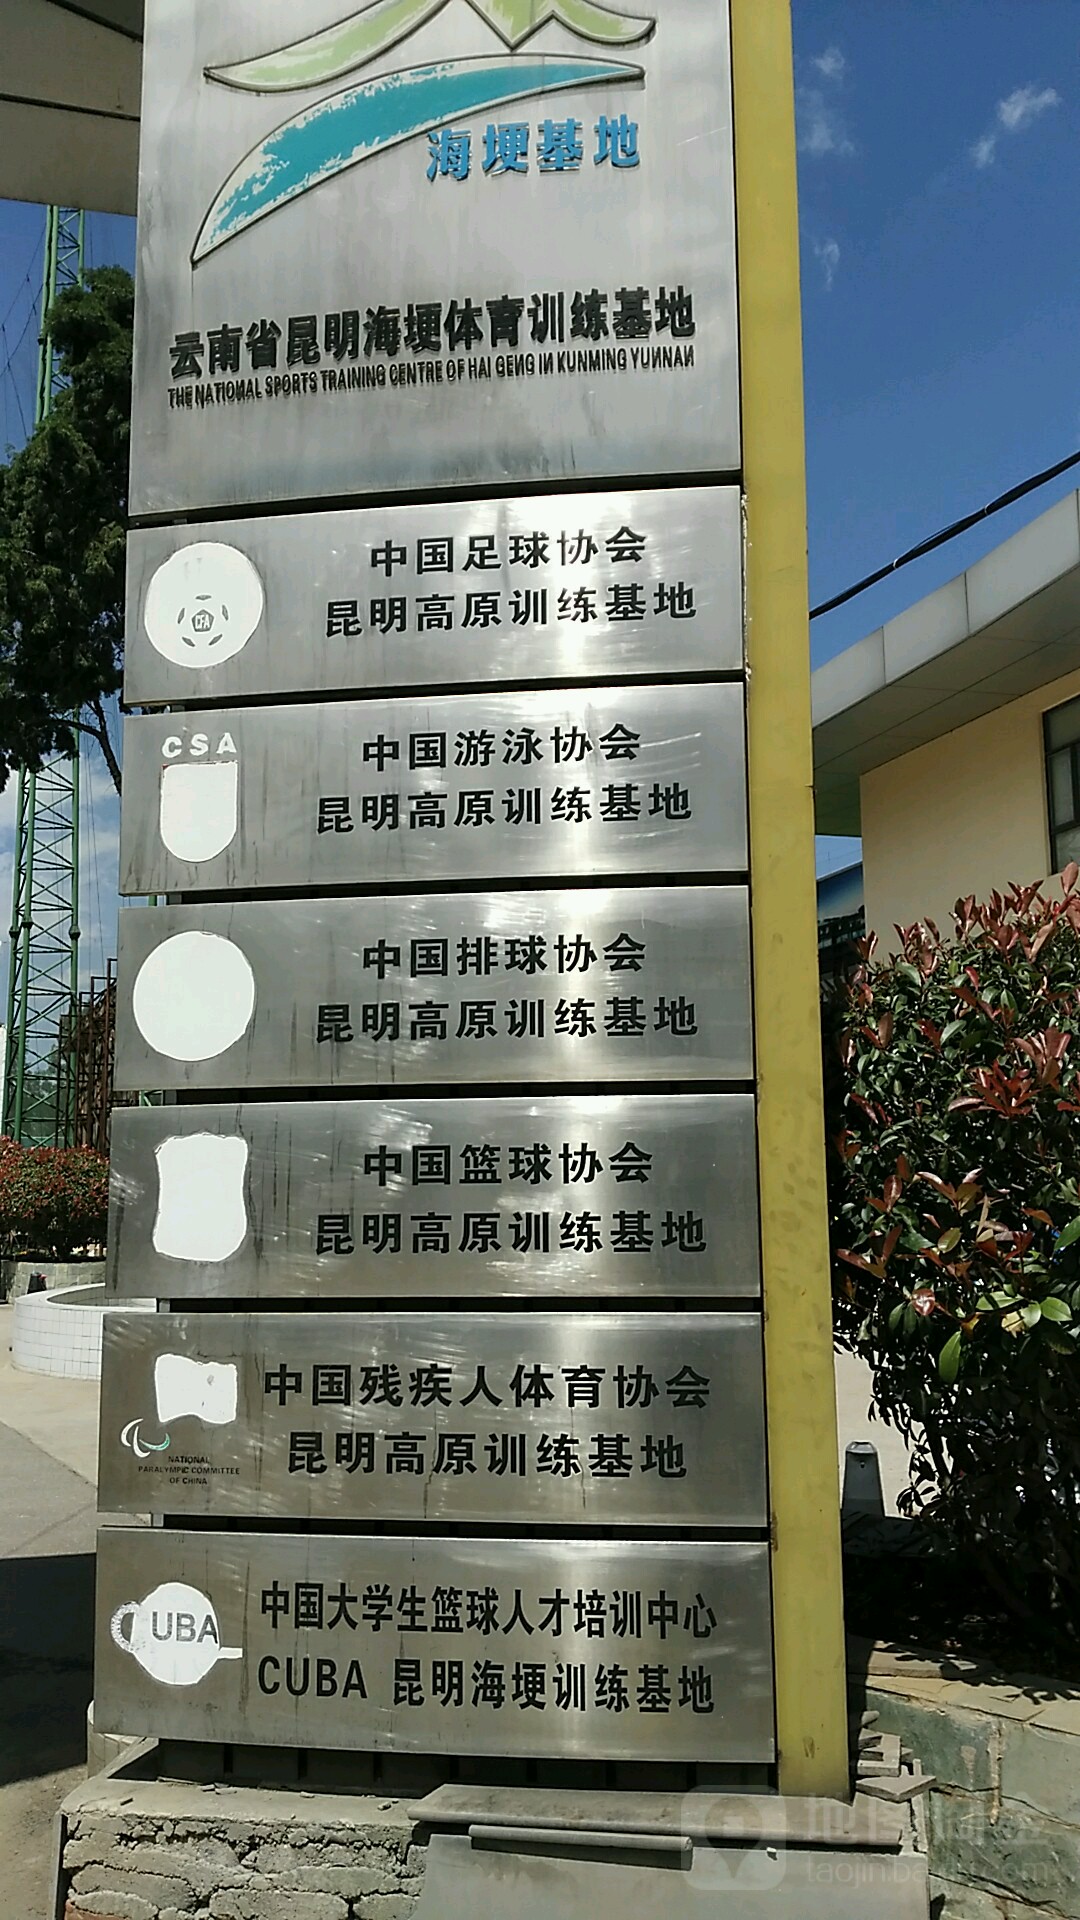 海埂基地
云南省昆明海埂体育训练基地
THE NATIONAL SPORTS TRAINING CENTRE OF HAI GENG IN KUNMING YUNNAN
中国足球协会
昆明高原训练基地
CFA
CSA
中国游泳协会
昆明高原训练基地
中国排球协会
昆明高原训练基地
中国篮球协会
昆明高原训练基地
中国残疾人体育协会
昆明高原训练基地
NATIONAL
PARALYMPIC COMMITTEE
OF CHINA
UBA
中国大学生篮球人才培训中心
CUBA 昆明海埂训练基地